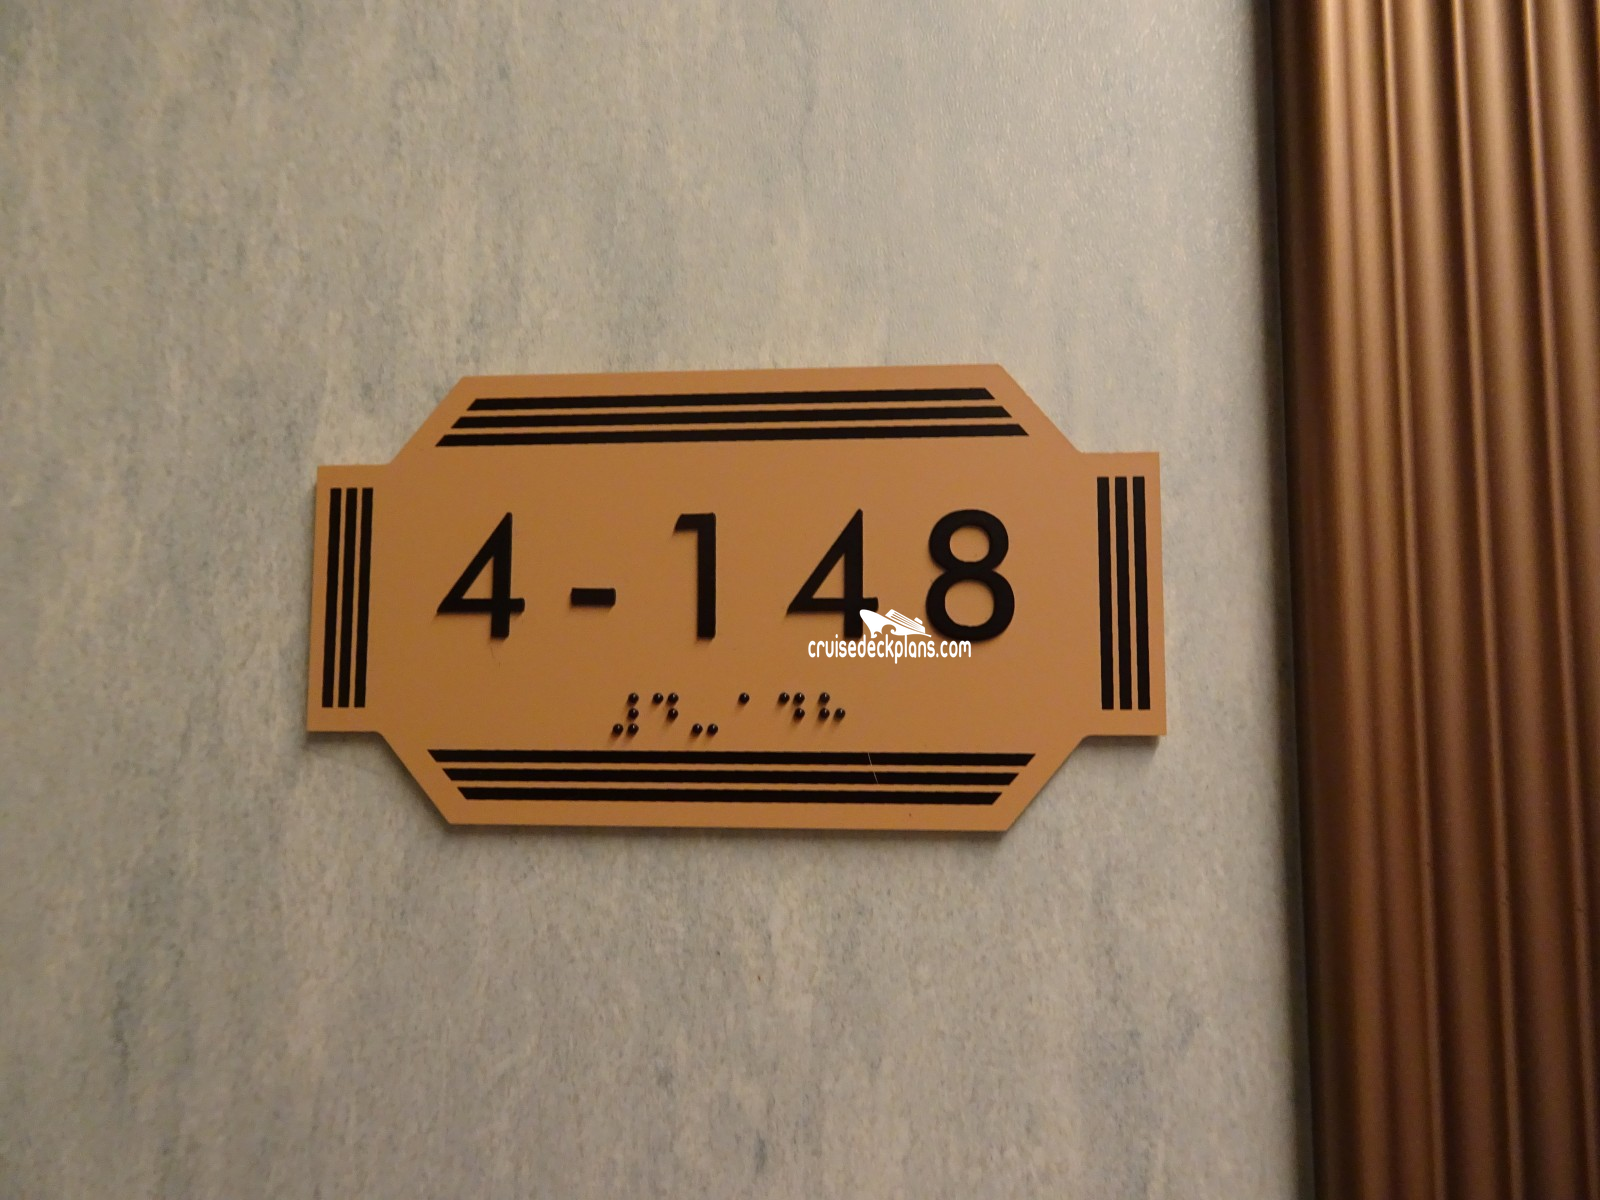 4-148
cruisedeckplans.com
⠼⠙⠤⠁⠙⠓